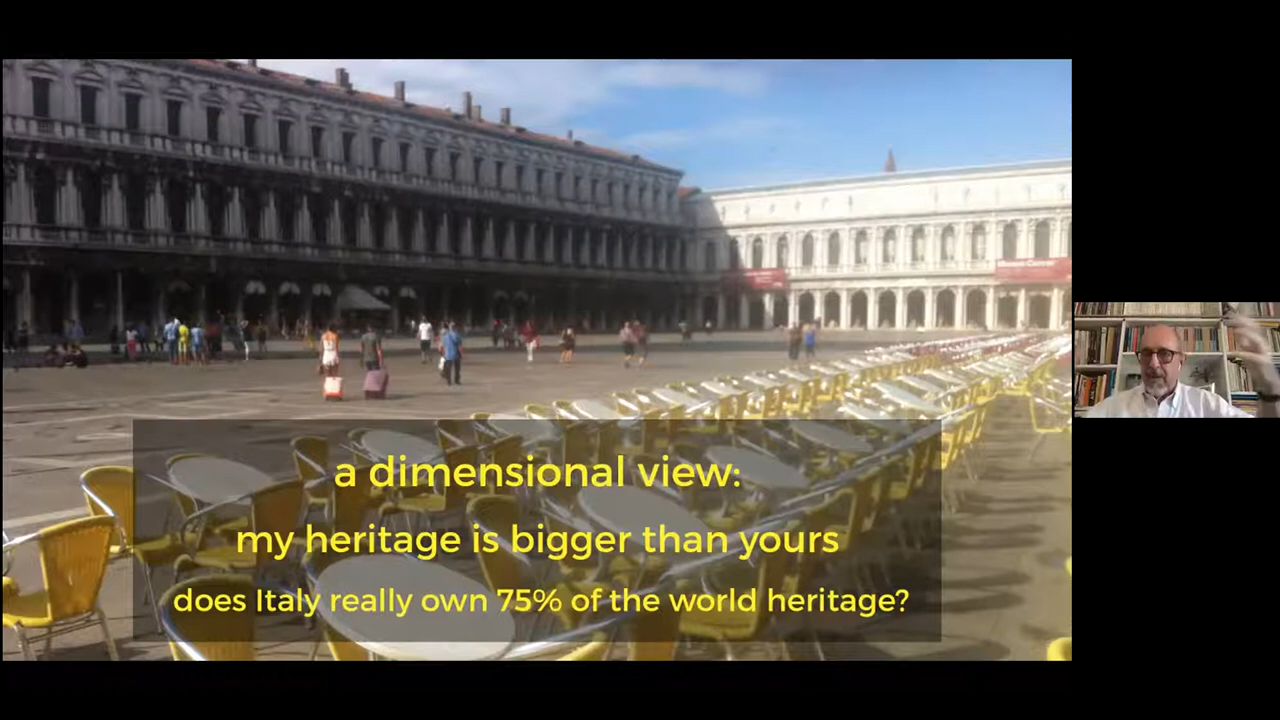 a dimensional view:
my heritage is bigger than yours
does Italy really own 75% of the world heritage?